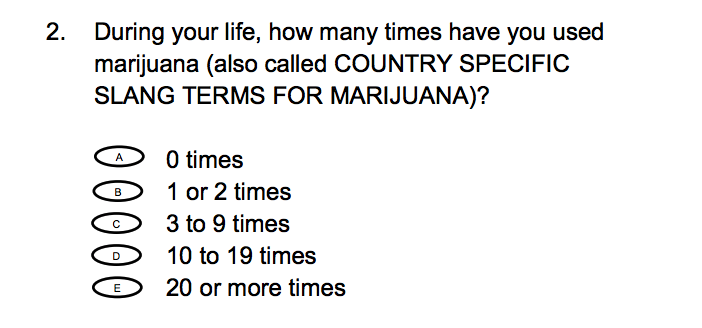 2. During your life, how many times have you used
marijuana (also called COUNTRY SPECIFIC
SLANG TERMS FOR MARIJUANA)?
A 0 times
B 1 or 2 times
C 3 to 9 times
D 10 to 19 times
E 20 or more times